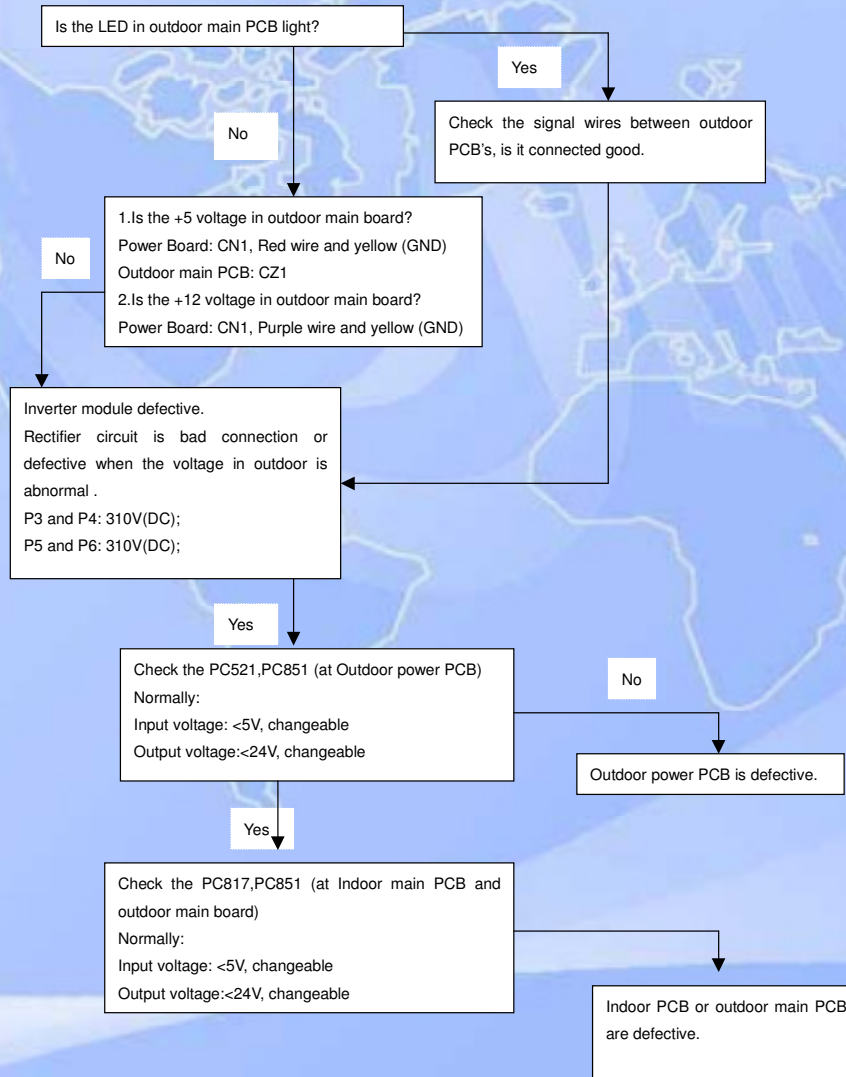 Is the LED in outdoor main PCB light?
Yes
Check the signal wires between outdoor
PCB's, is it connected good.
No
1.Is the +5 voltage in outdoor main board?
Power Board: CN1, Red wire and yellow (GND)
Outdoor main PCB: CZ1
2.Is the +12 voltage in outdoor main board?
Power Board: CN1, Purple wire and yellow (GND)
No
Inverter module defective.
Rectifier circuit is bad connection or
defective when the voltage in outdoor is
abnormal .
P3 and P4: 310V(DC);
P5 and P6: 310V(DC);
Yes
Check the PC521,PC851 (at Outdoor power PCB)
Normally:
Input voltage: <5V, changeable
Output voltage:<24V, changeable
No
Outdoor power PCB is defective.
Yes
Check the PC817,PC851 (at Indoor main PCB and
outdoor main board)
Normally:
Input voltage: <5V, changeable
Output voltage:<24V, changeable
Indoor PCB or outdoor main PCB
are defective.